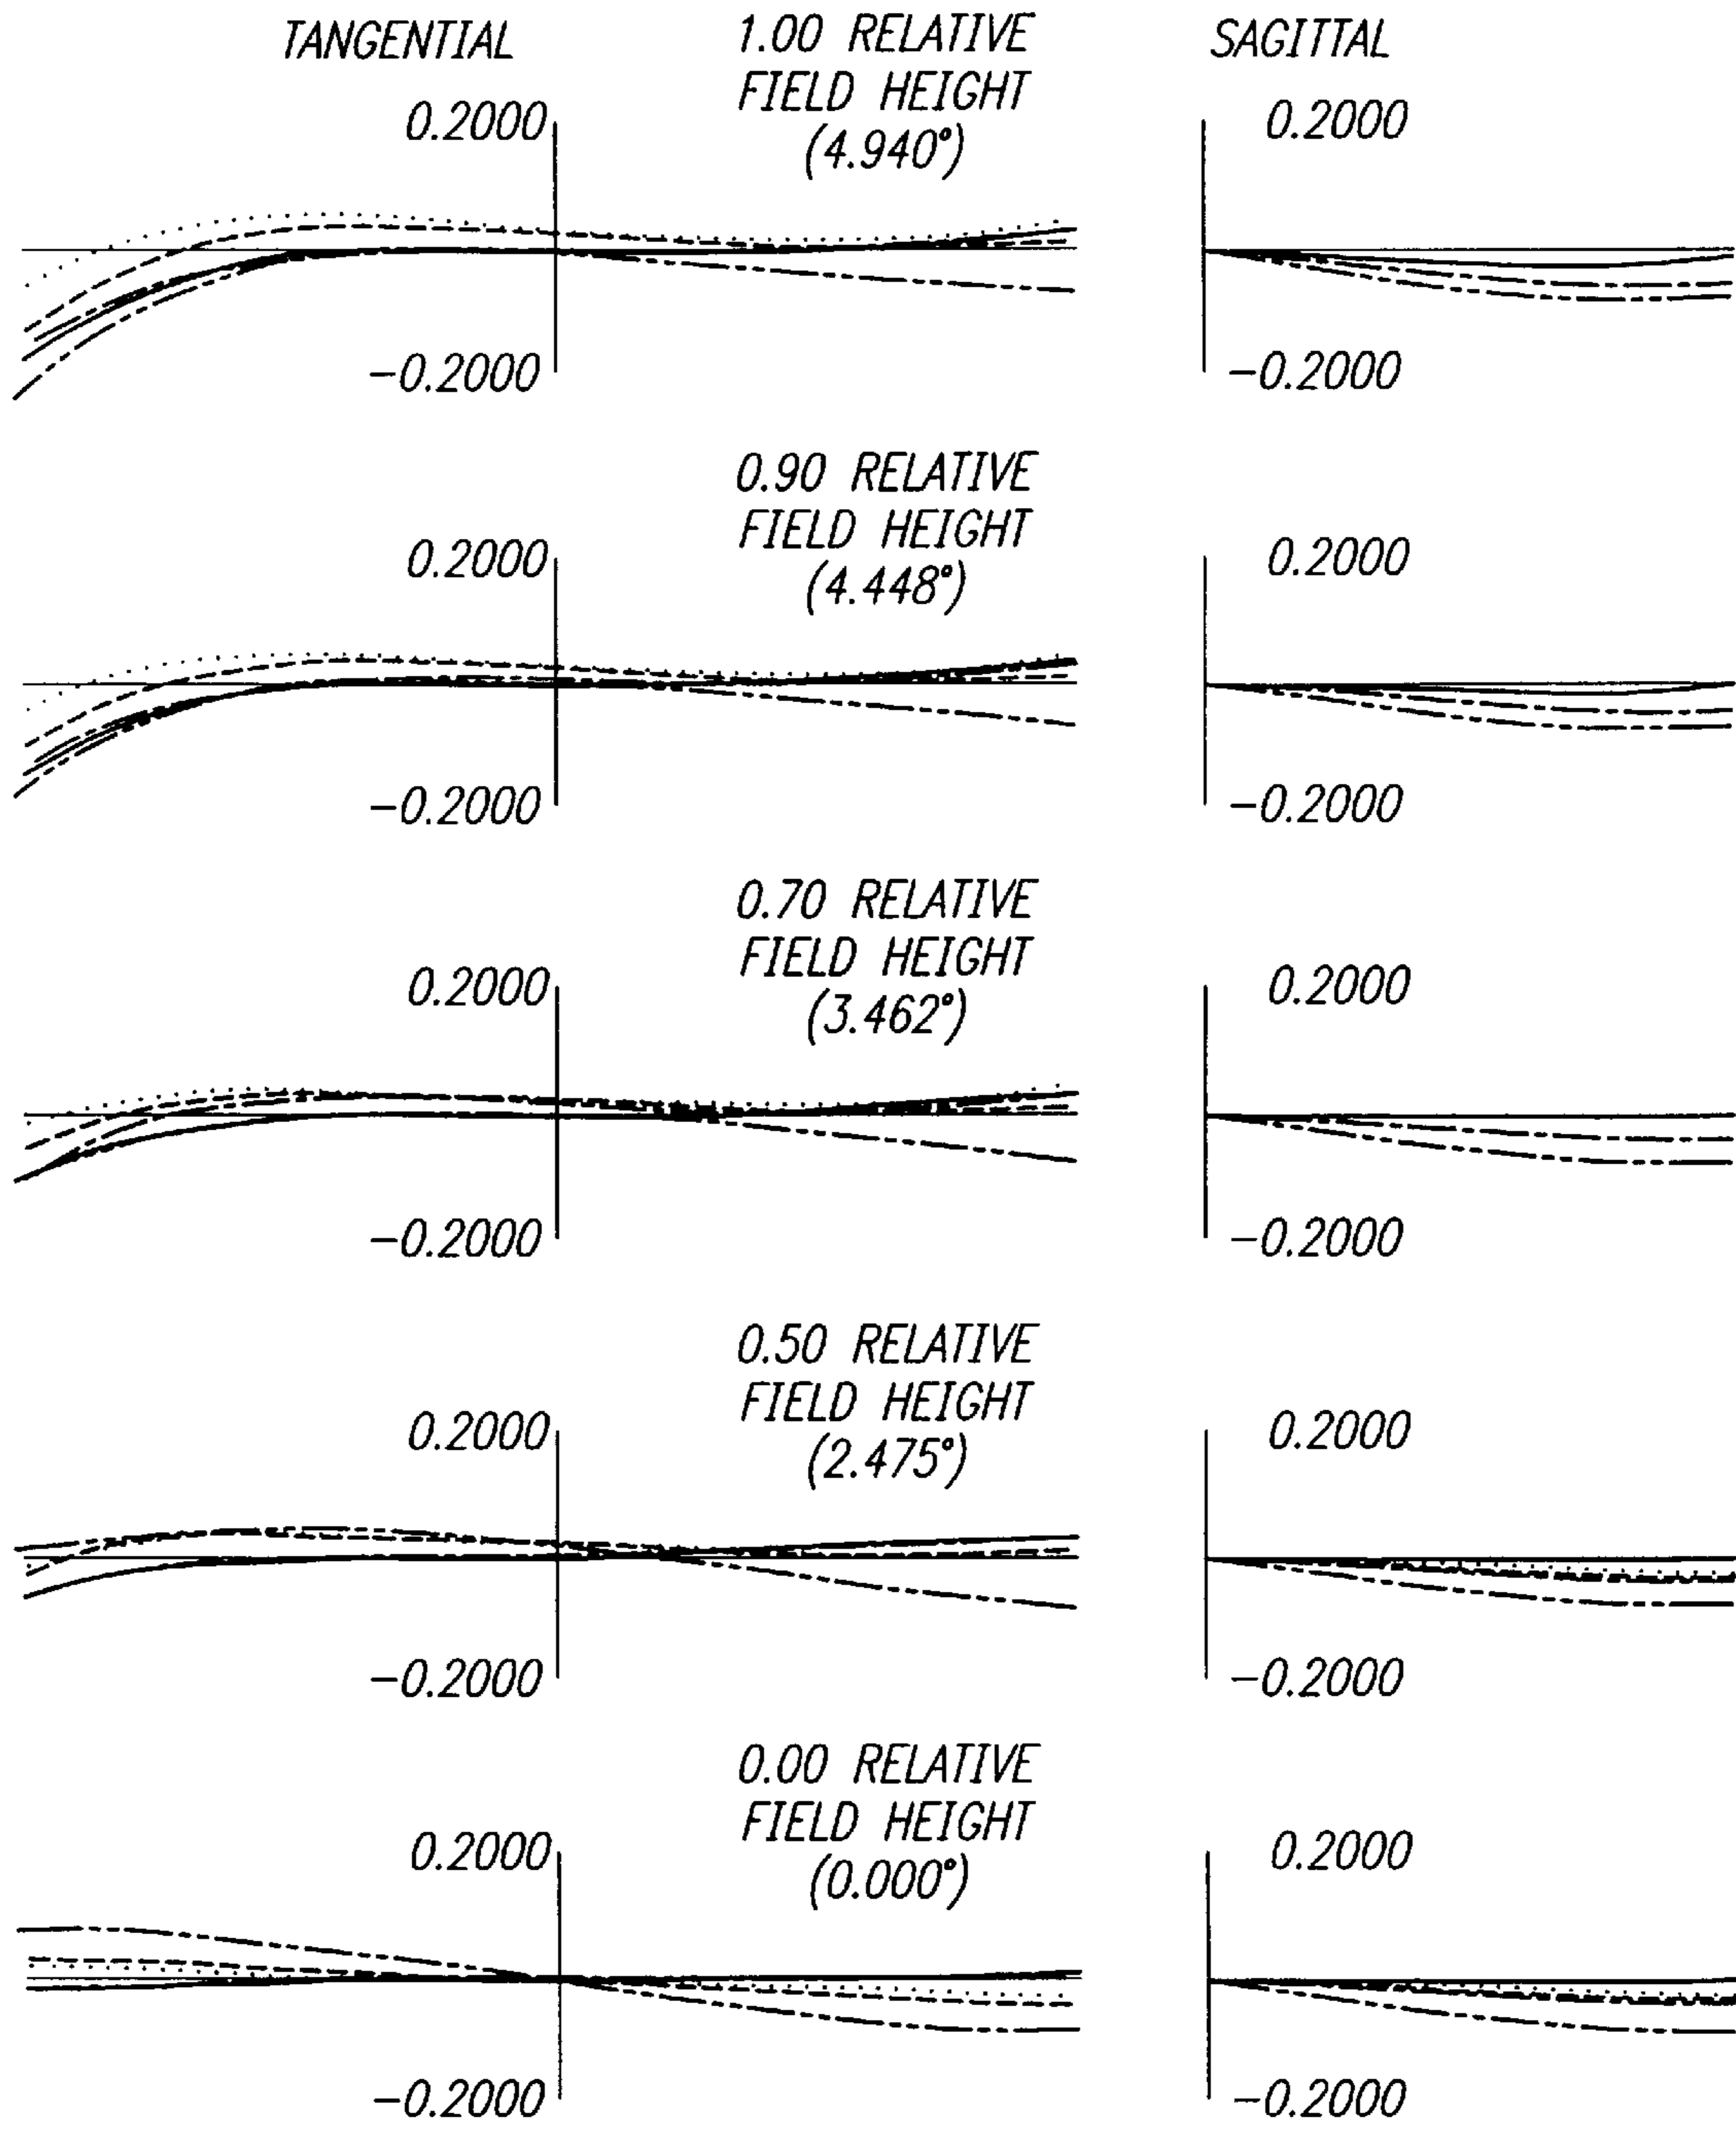 TANGENTIAL
1.00 RELATIVE
FIELD HEIGHT
(4.940°)
SAGITTAL
0.2000
0.2000
-0.2000
-0.2000
0.90 RELATIVE
FIELD HEIGHT
(4.448°)
0.2000
0.2000
-0.2000
-0.2000
0.70 RELATIVE
FIELD HEIGHT
(3.462°)
0.2000
0.2000
-0.2000
-0.2000
0.50 RELATIVE
FIELD HEIGHT
(2.475°)
0.2000
0.2000
-0.2000
-0.2000
0.00 RELATIVE
FIELD HEIGHT
(0.000°)
0.2000
0.2000
-0.2000
-0.2000